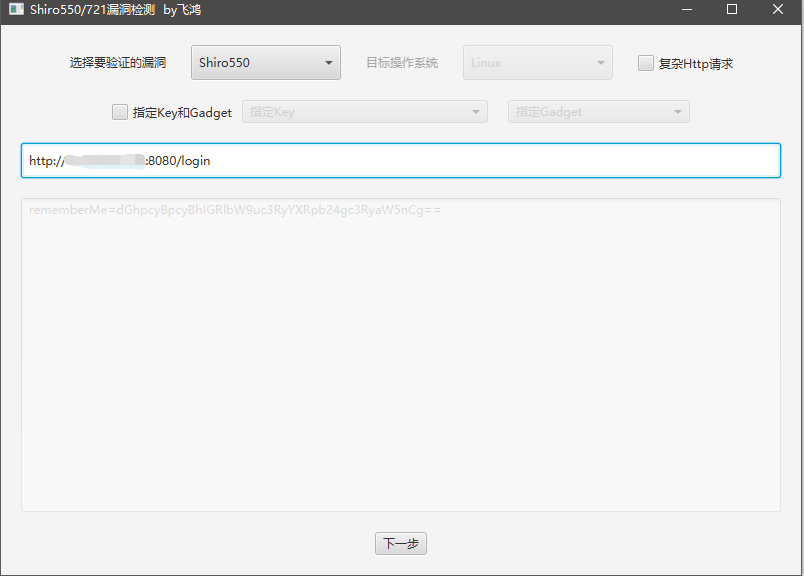 Shiro550/721漏洞检测 by飞鸿
选择要验证的漏洞 Shiro550 目标操作系统 Linux 复杂Http请求
指定Key和Gadget 指定Key 指定Gadget
http:// :8080/login
rememberMe=dGhpcyBpcyBhIGRlbW9uc3RyYXRpb24gc3RyaW5nCg==
下一步